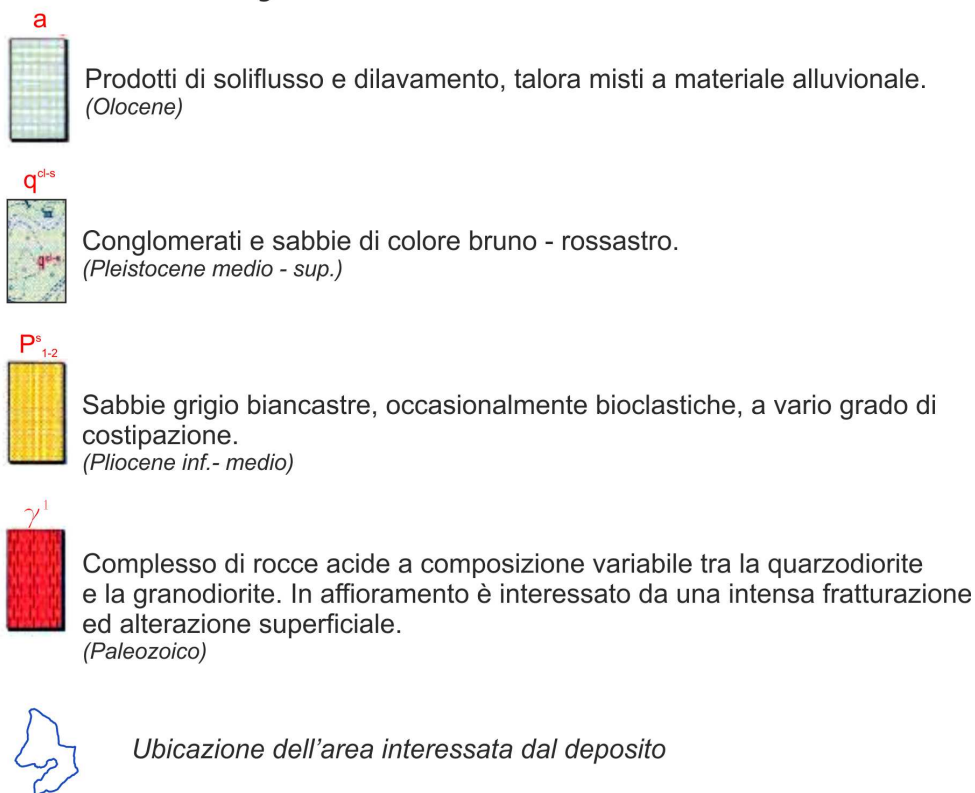 a
Prodotti di soliflusso e dilavamento, talora misti a materiale alluvionale.
(Olocene)
q^cl-s
q^cl-s
Conglomerati e sabbie di colore bruno - rossastro.
(Pleistocene medio - sup.)
P^s_1-2
Sabbie grigio biancastre, occasionalmente bioclastiche, a vario grado di
costipazione.
(Pliocene inf.- medio)
γ^1
Complesso di rocce acide a composizione variabile tra la quarzodiorite
e la granodiorite. In affioramento è interessato da una intensa fratturazione
ed alterazione superficiale.
(Paleozoico)
Ubicazione dell'area interessata dal deposito